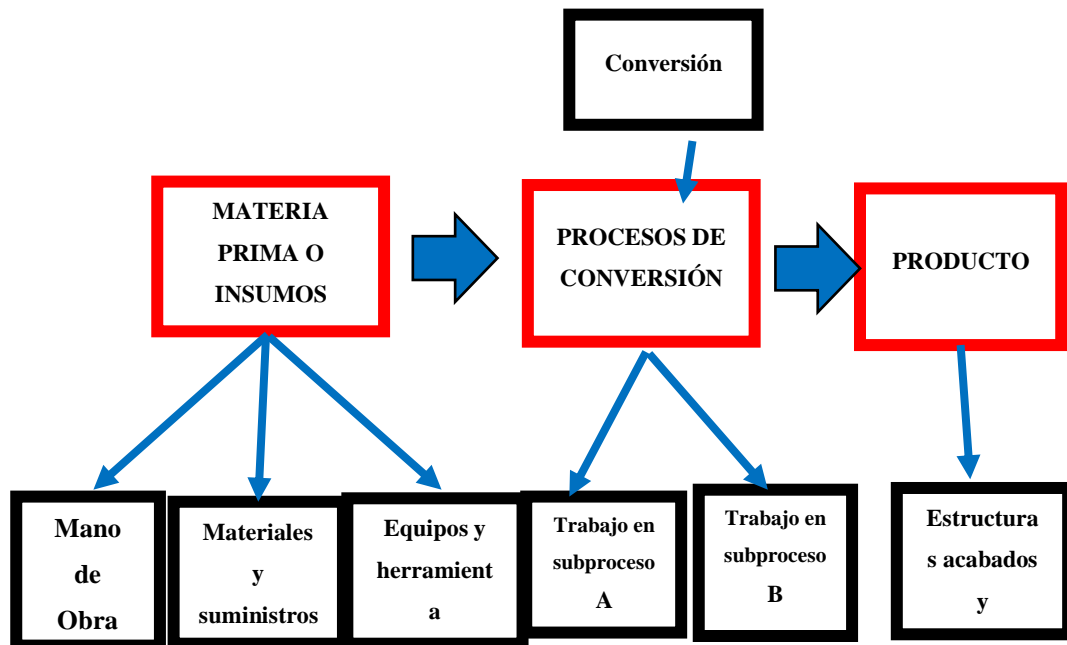 Conversión
MATERIA
PRIMA O
INSUMOS
PROCESOS DE
CONVERSIÓN
PRODUCTO
Mano
de
Obra
Materiales
y
suministros
Equipos y
herramient
a
Trabajo en
subproceso
A
Trabajo en
subproceso
B
Estructura
s acabados
y